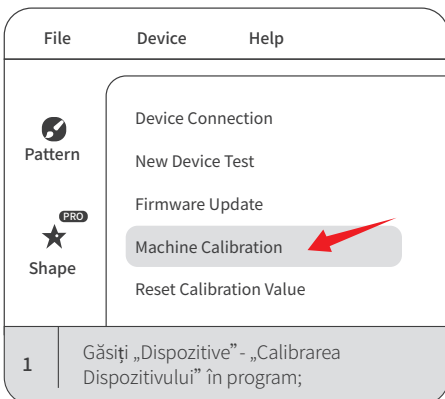 File Device Help
Pattern
PRO
Shape
Device Connection
New Device Test
Firmware Update
Machine Calibration
Reset Calibration Value
1
Găsiți „Dispozitive”- „Calibrarea
Dispozitivului” în program;